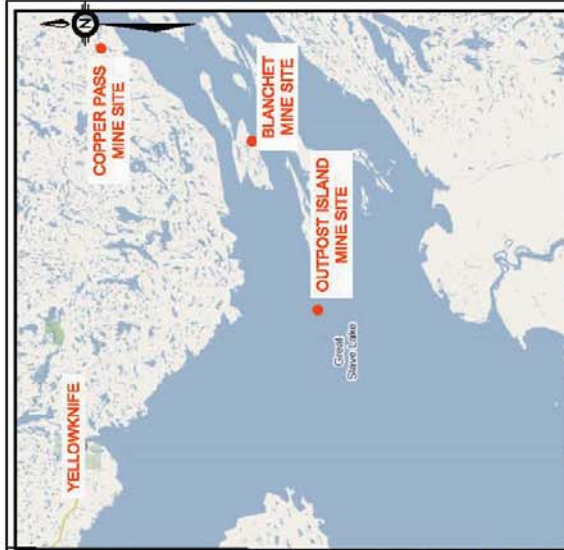 N
COPPER PASS
MINE SITE
BLANCHET
MINE SITE
OUTPOST ISLAND
MINE SITE
YELLOWKNIFE
Great
Slave Lake